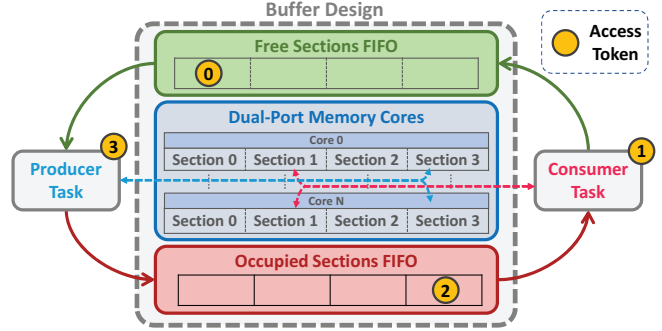 Buffer Design
Access
Token
Free Sections FIFO
0
Dual-Port Memory Cores
Core 0
Section 0 Section 1 Section 2 Section 3
3
Producer
Task
1
Consumer
Task
Core N
Section 0 Section 1 Section 2 Section 3
Occupied Sections FIFO
2